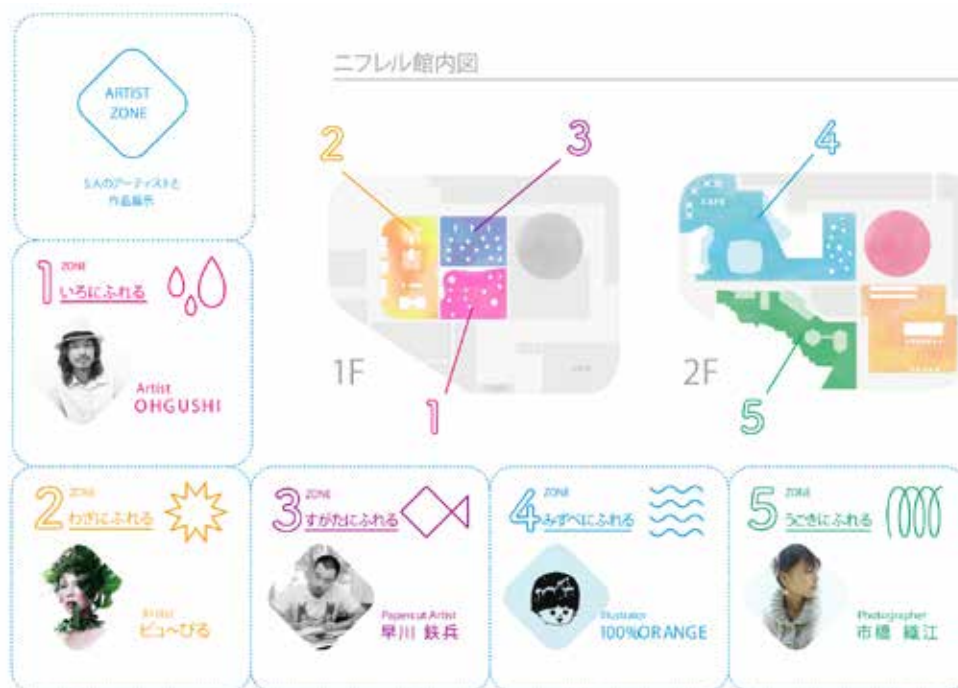 ARTIST
ZONE
5人のアーティストと
作品展示
ニフレル館内図
2
3
1F
1
4
CAFE
2F
5
1 ZONE
いろにふれる
Artist
OHGUSHI
2 ZONE
わざにふれる
Artist
ビュ〜ぴる
3 ZONE
すがたにふれる
Papercut Artist
早川 鉄兵
4 ZONE
みずべにふれる
Illustrator
100%ORANGE
5 ZONE
うごきにふれる
Photographer
市橋 織江